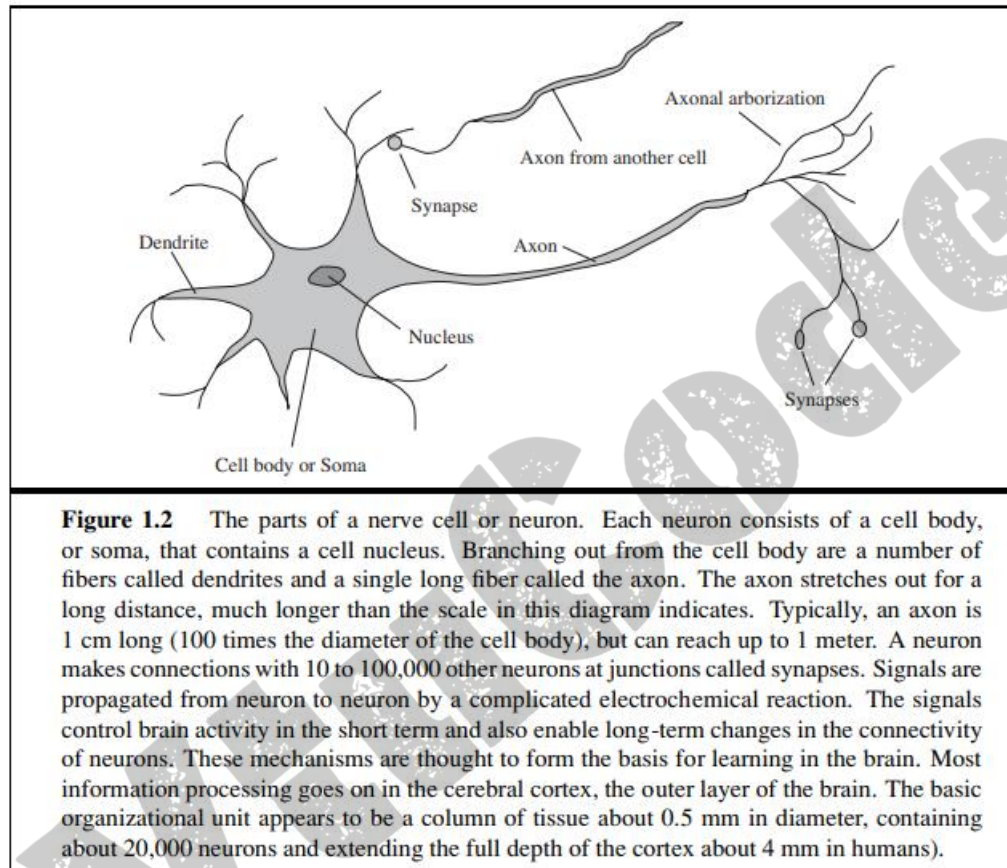 Axonal arborization
Axon from another cell
Synapse
Dendrite
Axon
Nucleus
Synapses
Cell body or Soma
Figure 1.2 The parts of a nerve cell or neuron. Each neuron consists of a cell body,
or soma, that contains a cell nucleus. Branching out from the cell body are a number of
fibers called dendrites and a single long fiber called the axon. The axon stretches out for a
long distance, much longer than the scale in this diagram indicates. Typically, an axon is
1 cm long (100 times the diameter of the cell body), but can reach up to 1 meter. A neuron
makes connections with 10 to 100,000 other neurons at junctions called synapses. Signals are
propagated from neuron to neuron by a complicated electrochemical reaction. The signals
control brain activity in the short term and also enable long-term changes in the connectivity
of neurons. These mechanisms are thought to form the basis for learning in the brain. Most
information processing goes on in the cerebral cortex, the outer layer of the brain. The basic
organizational unit appears to be a column of tissue about 0.5 mm in diameter, containing
about 20,000 neurons and extending the full depth of the cortex about 4 mm in humans).